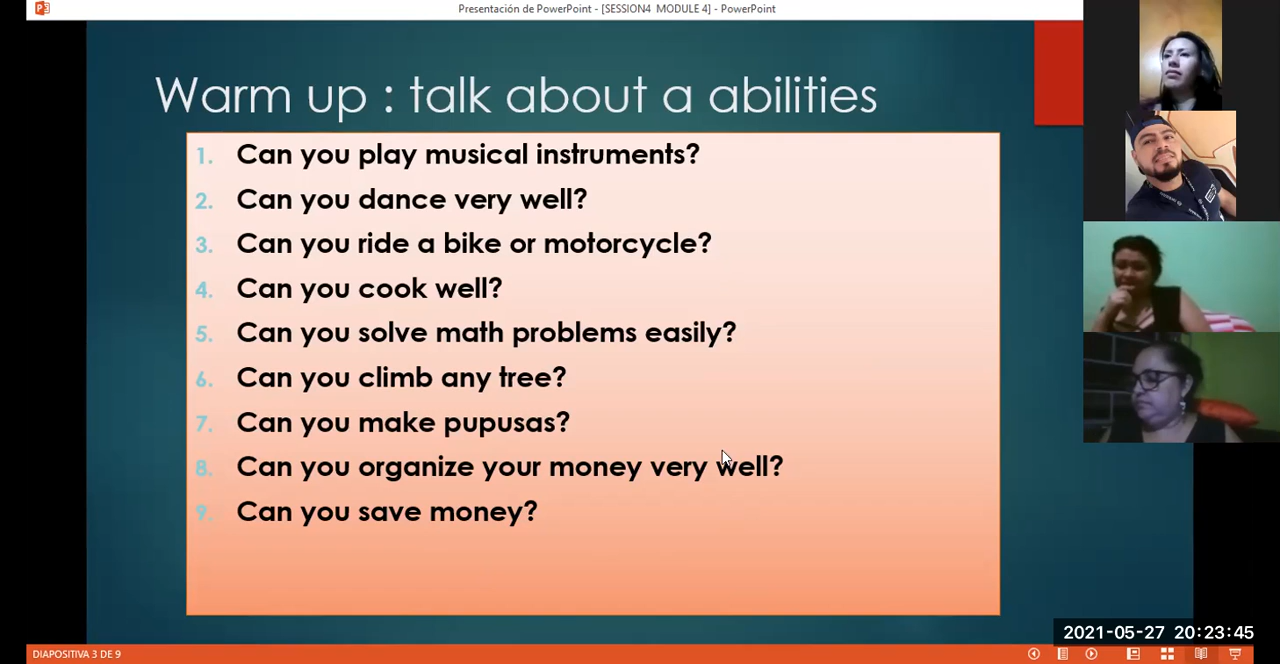 Presentación de PowerPoint - [SESSION4 MODULE 4] - PowerPoint
Warm up : talk about a abilities
1. Can you play musical instruments?
2. Can you dance very well?
3. Can you ride a bike or motorcycle?
4. Can you cook well?
5. Can you solve math problems easily?
6. Can you climb any tree?
7. Can you make pupusas?
8. Can you organize your money very well?
9. Can you save money?
2021-05-27 20:23:45
DIAPOSITIVA 3 DE 9